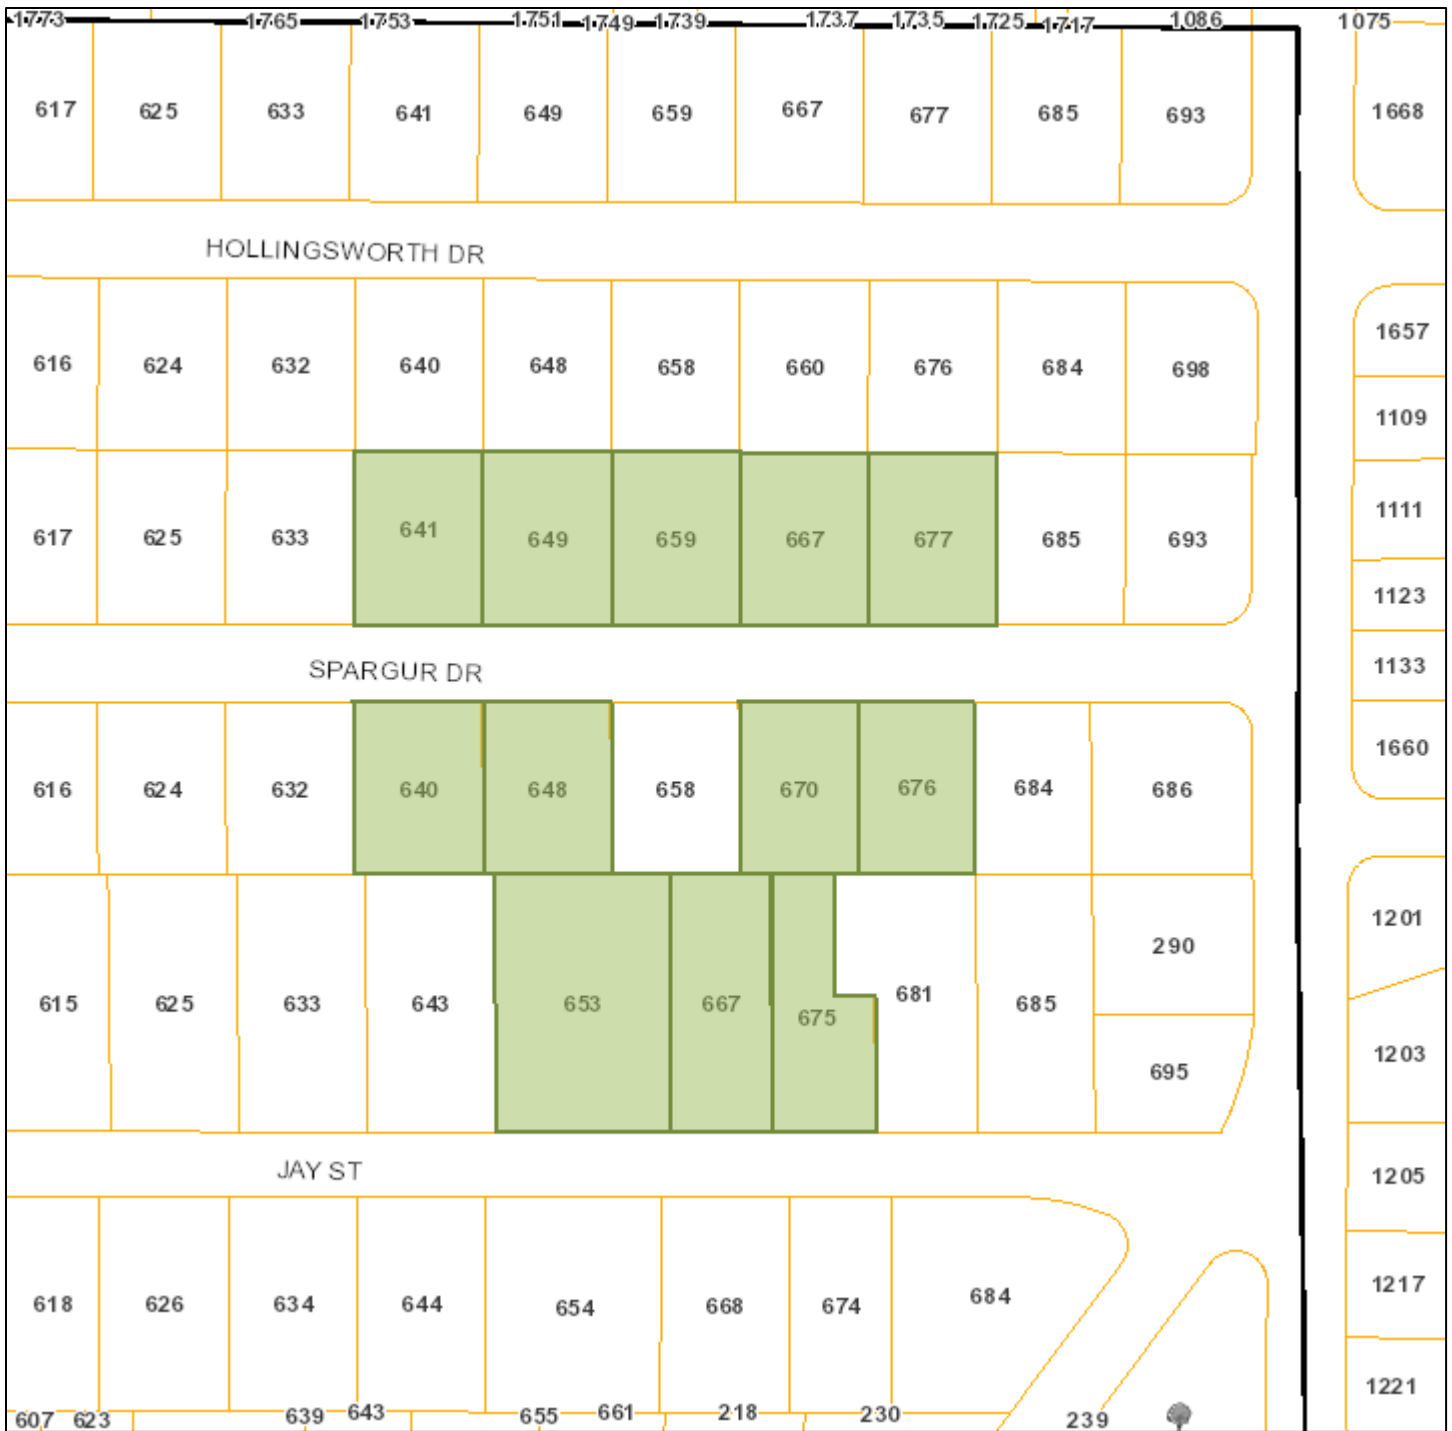 1773 1765 1753 1751 1749 1739 1737 1735 1725 1717 1086 1075
617 625 633 641 649 659 667 677 685 693 1668
HOLLINGSWORTH DR
1657
616 624 632 640 648 658 660 676 684 698
1109
1111
617 625 633 641 649 659 667 677 685 693
1123
SPARGUR DR
1133
1660
616 624 632 640 648 658 670 676 684 686
1201
290
615 625 633 643 653 667 675 681 685
1203
695
JAY ST
1205
1217
618 626 634 644 654 668 674 684
1221
607 623 639 643 655 661 218 230 239